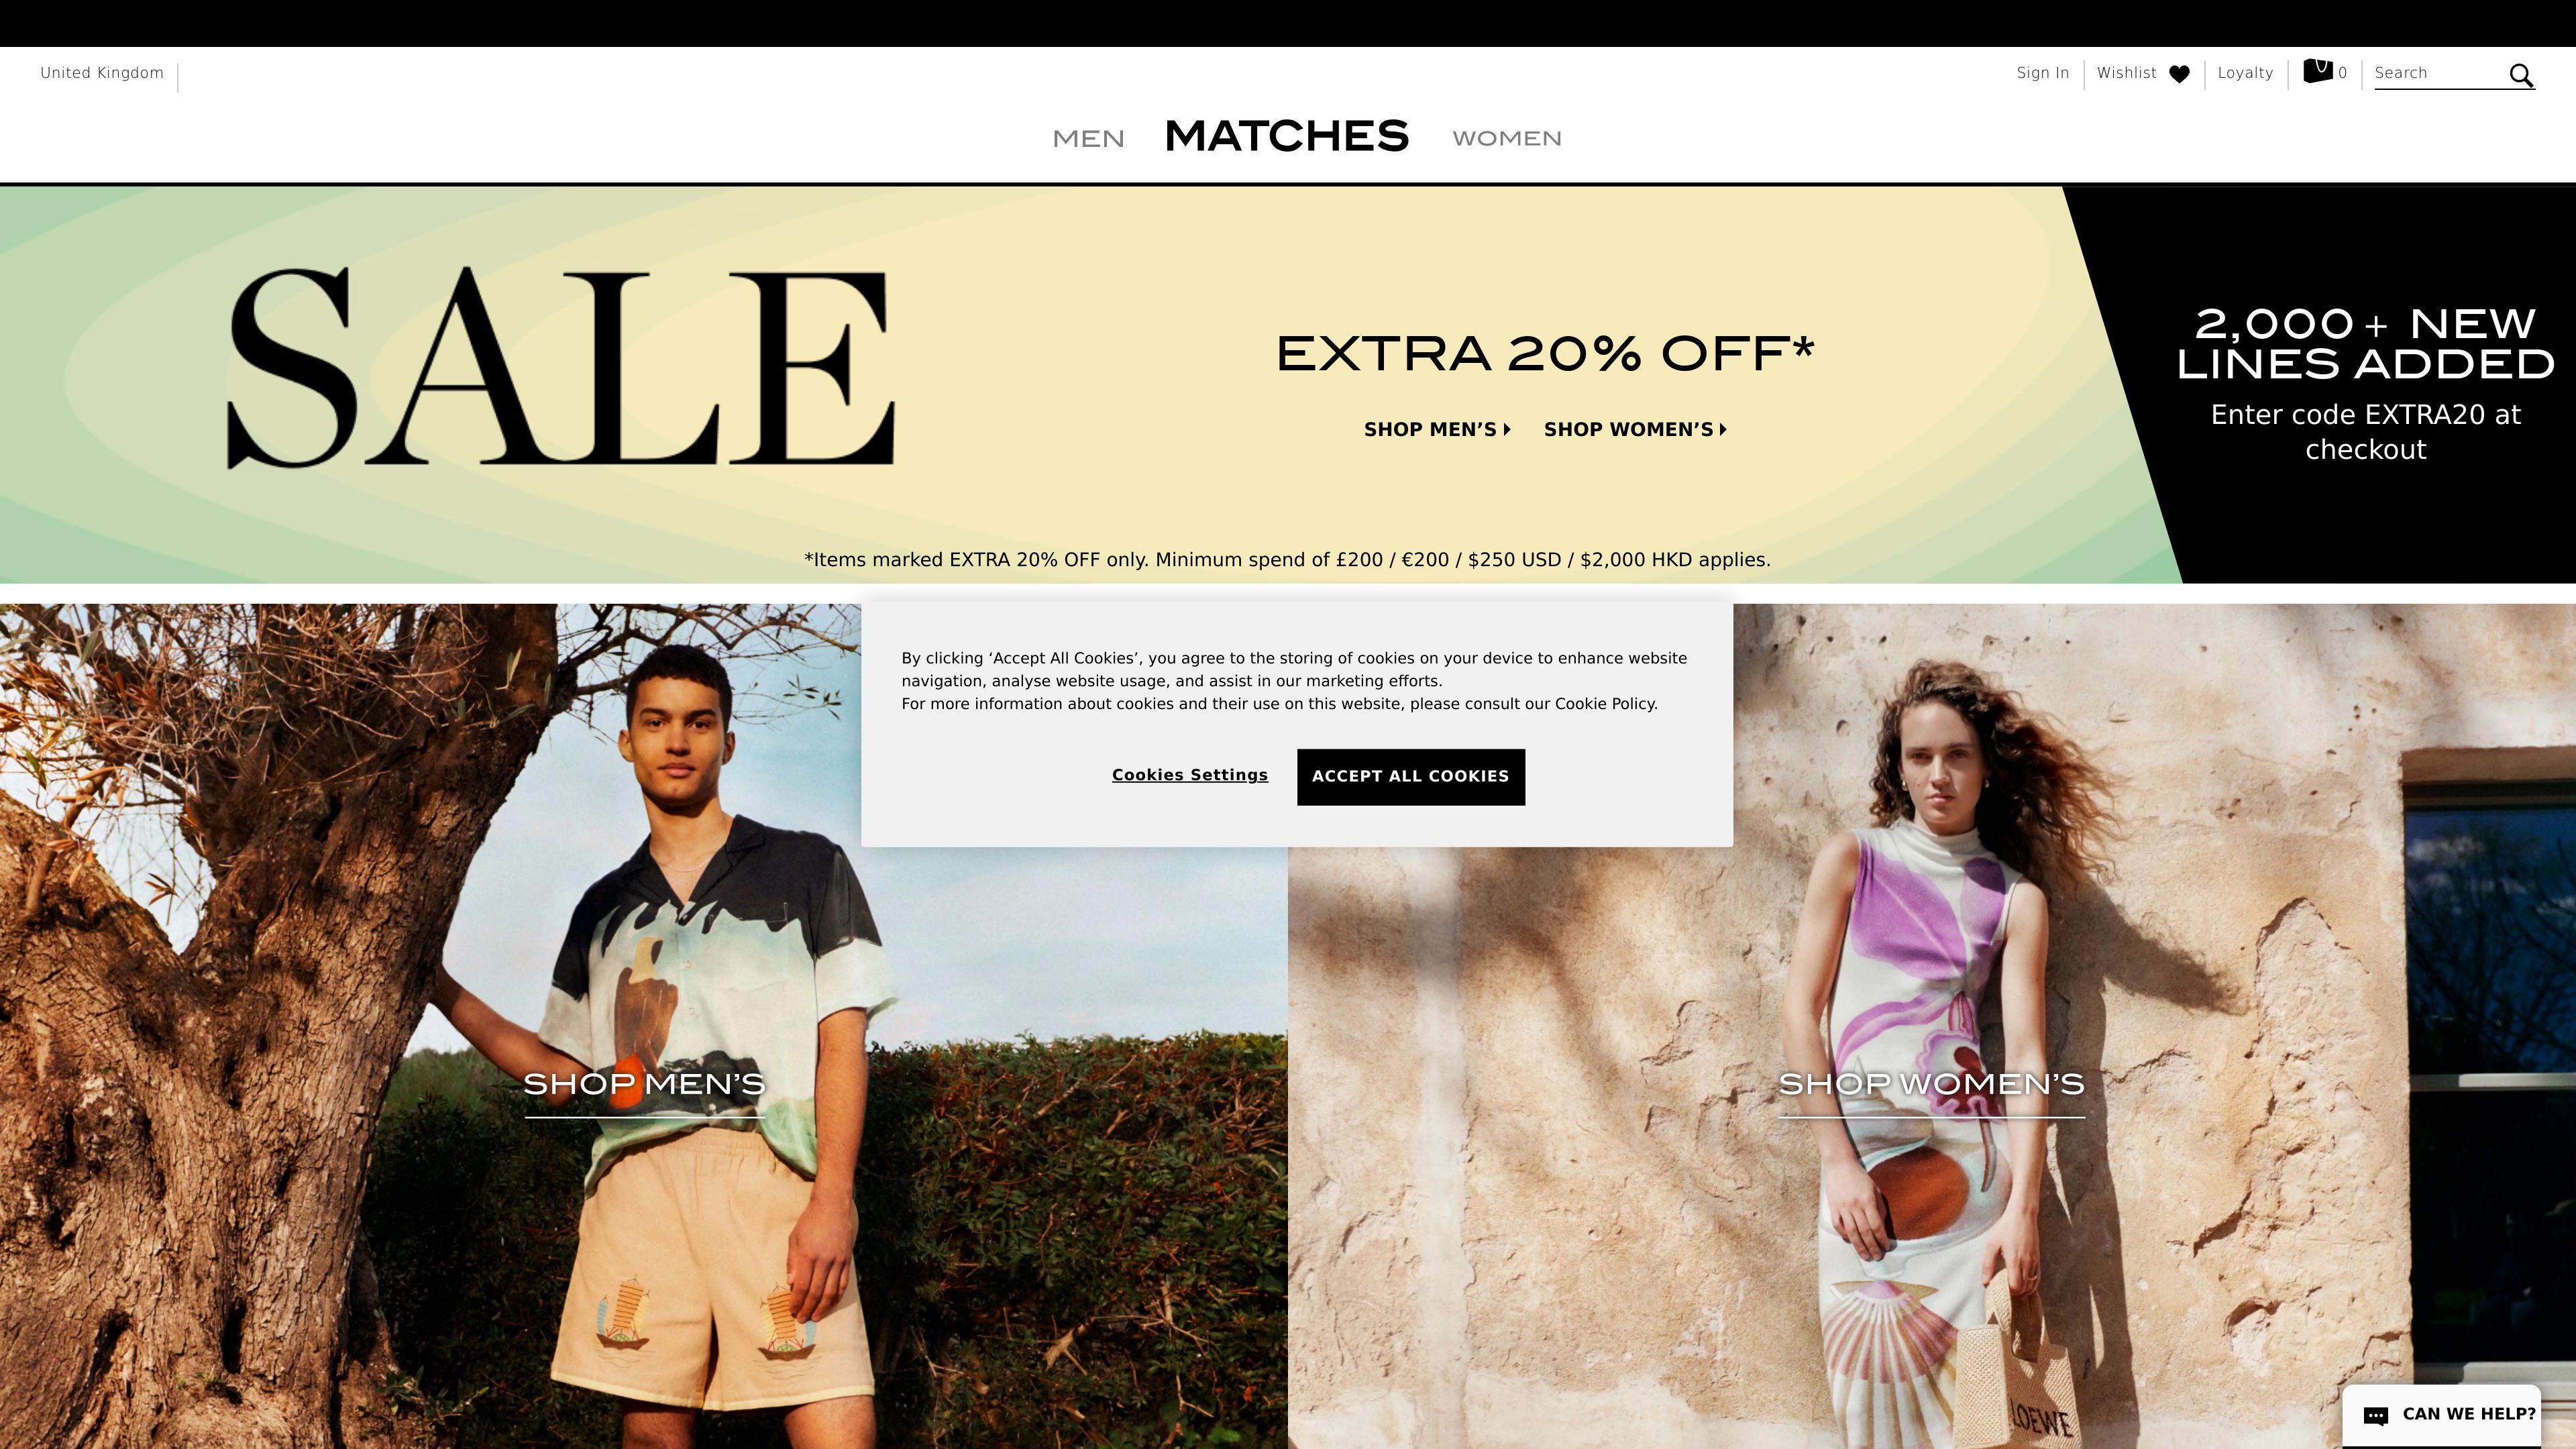 United Kingdom
Sign In
Wishlist
Loyalty
0
Search
MEN
MATCHES
WOMEN
SALE
EXTRA 20% OFF*
SHOP MEN’S
SHOP WOMEN’S
*Items marked EXTRA 20% OFF only. Minimum spend of £200 / €200 / $250 USD / $2,000 HKD applies.
2,000+ NEW
LINES ADDED
Enter code EXTRA20 at
checkout
By clicking ‘Accept All Cookies’, you agree to the storing of cookies on your device to enhance website
navigation, analyse website usage, and assist in our marketing efforts.
For more information about cookies and their use on this website, please consult our Cookie Policy.
Cookies Settings
ACCEPT ALL COOKIES
SHOP MEN’S
SHOP WOMEN’S
LOEWE
CAN WE HELP?